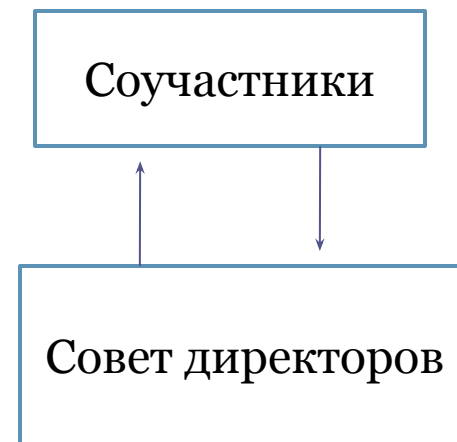 Соучастники
Совет директоров